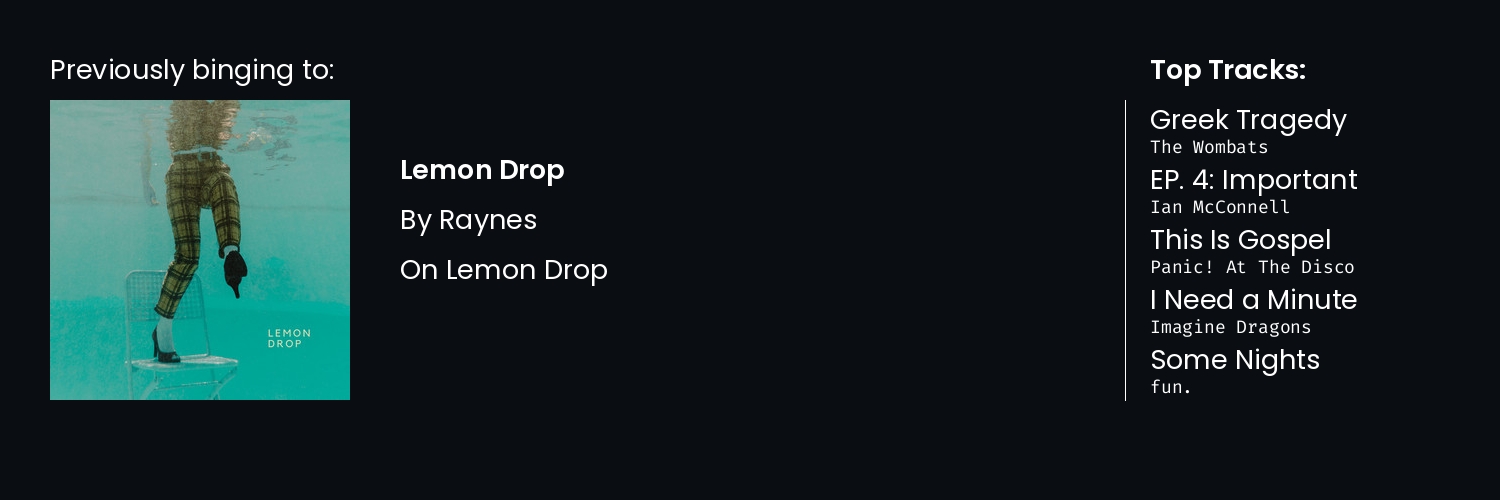 Previously binging to:
LEMON
DROP
Lemon Drop
By Raynes
On Lemon Drop
Top Tracks:
Greek Tragedy
The Wombats
EP. 4: Important
Ian McConnell
This Is Gospel
Panic! At The Disco
I Need a Minute
Imagine Dragons
Some Nights
fun.